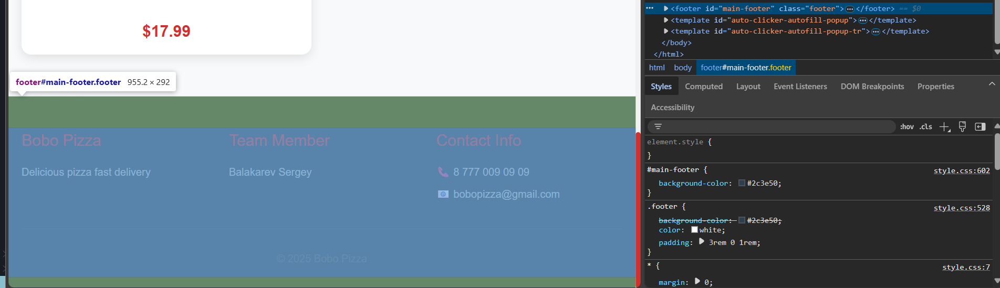 $17.99
footer#main-footer.footer 955.2 × 292
Bobo Pizza
Delicious pizza fast delivery
Team Member
Balakarev Sergey
Contact Info
8 777 009 09 09
bobopizza@gmail.com
© 2025 Bobo Pizza
<footer id="main-footer" class="footer">…</footer> == $0
<template id="auto-clicker-autofill-popup">…</template>
<template id="auto-clicker-autofill-popup-tr">…</template>
</body>
</html>
html body footer#main-footer.footer
Styles Computed Layout Event Listeners DOM Breakpoints Properties
Accessibility
:hov .cls
element.style {
}
#main-footer { style.css:602
background-color: #2c3e50;
}
.footer { style.css:528
background-color: #2c3e50;
color: white;
padding: 3rem 0 1rem;
}
* { style.css:7
margin: 0;